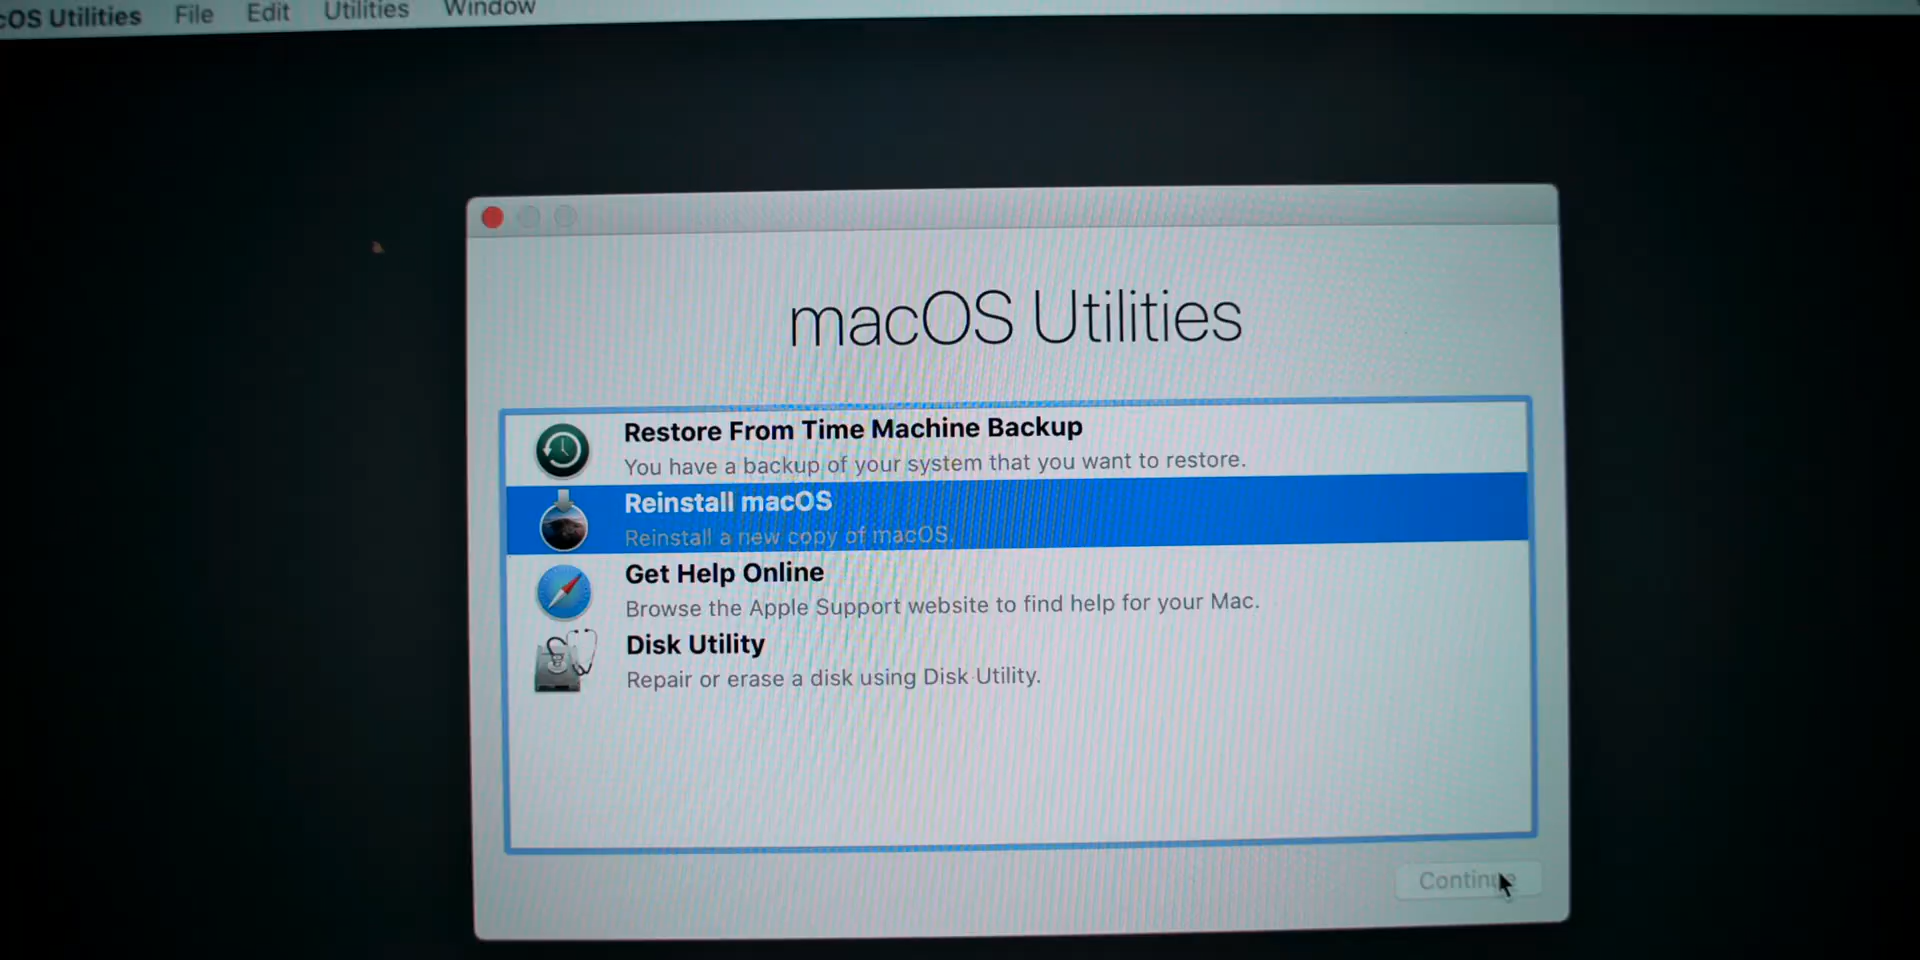 cOS Utilities File Edit Utilities Window
macOS Utilities
Restore From Time Machine Backup
You have a backup of your system that you want to restore.
Reinstall macOS
Reinstall a new copy of macOS.
Get Help Online
Browse the Apple Support website to find help for your Mac.
Disk Utility
Repair or erase a disk using Disk Utility.
Continue